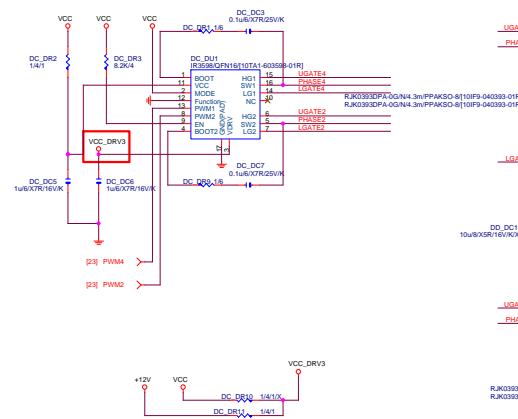 VCC
VCC
VCC
DC_DC3
0.1u/6/X7R/25V/K
DC_DR1 1/6
UGA
PHA
DC_DR2
1/4/1
DC_DR3
8.2K/4
DC_DU1
IR3598/QFN16[10TA1-603598-01R]
1 BOOT HG1 15 UGATE4
11 VCC SW1 16 PHASE4
2 MODE LG1 14 LGATE4
12 Function NC 10
13 PWM1
8 PWM2 HG2 6 UGATE2
9 EN SW2 5 PHASE2
4 BOOT2 LG2 7 LGATE2
GND(PAD)
VDRV
17
3
RJK0393DPA-0G/N/4.3m/PPAKSO-8/[10IF9-040393-01R
RJK0393DPA-0G/N/4.3m/PPAKSO-8/[10IF9-040393-01R
VCC_DRV3
LGA
DC_DC7
0.1u/6/X7R/25V/K
DC_DR9 1/6
DC_DC5
1u/6/X7R/16V/K
DC_DC6
1u/6/X7R/16V/K
DD_DC1
10u/8/X5R/16V/K/X
[23] PWM4
[23] PWM2
UGA
PHA
VCC_DRV3
+12V
VCC
DC_DR10 1/4/1/X
DC_DR11 1/4/1
RJK0393
RJK0393